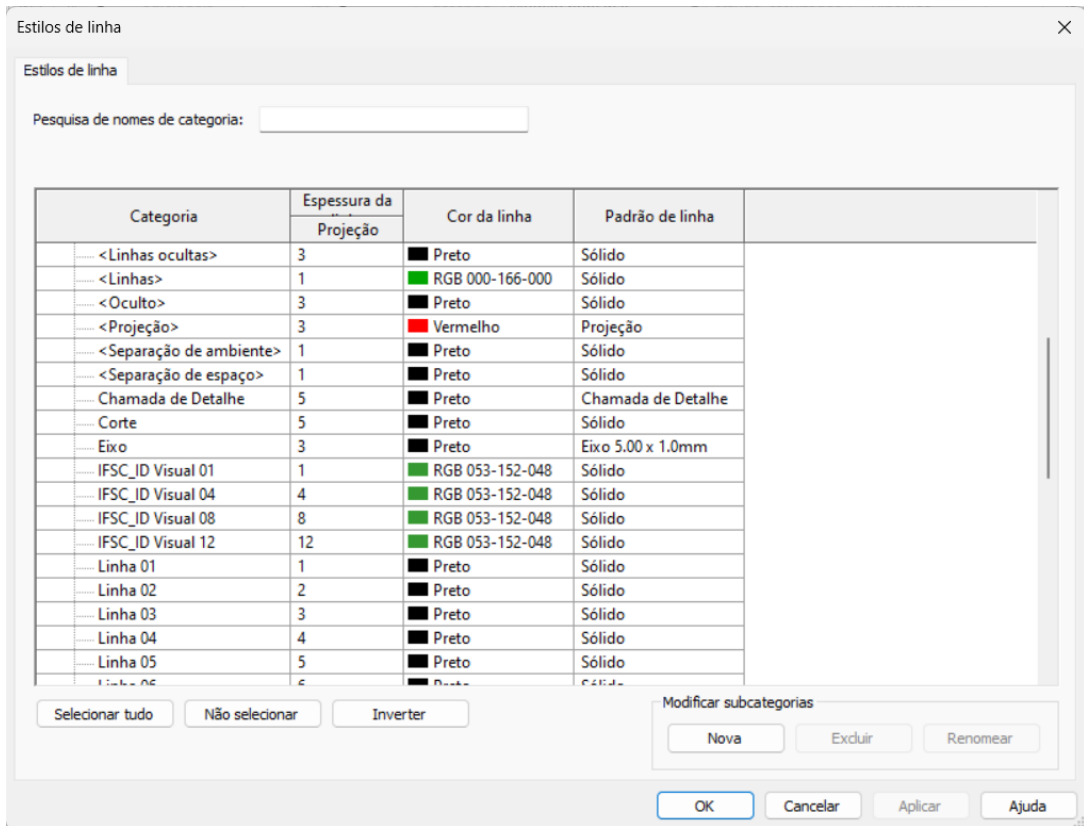 Estilos de linha
Estilos de linha
Pesquisa de nomes de categoria:
Categoria Espessura da Projeção Cor da linha Padrão de linha
<Linhas ocultas> 3 Preto Sólido
<Linhas> 1 RGB 000-166-000 Sólido
<Oculto> 3 Preto Sólido
<Projeção> 3 Vermelho Projeção
<Separação de ambiente> 1 Preto Sólido
<Separação de espaço> 1 Preto Sólido
Chamada de Detalhe 5 Preto Chamada de Detalhe
Corte 5 Preto Sólido
Eixo 3 Preto Eixo 5.00 x 1.0mm
IFSC_ID Visual 01 1 RGB 053-152-048 Sólido
IFSC_ID Visual 04 4 RGB 053-152-048 Sólido
IFSC_ID Visual 08 8 RGB 053-152-048 Sólido
IFSC_ID Visual 12 12 RGB 053-152-048 Sólido
Linha 01 1 Preto Sólido
Linha 02 2 Preto Sólido
Linha 03 3 Preto Sólido
Linha 04 4 Preto Sólido
Linha 05 5 Preto Sólido
Selecionar tudo Não selecionar Inverter
Modificar subcategorias
Nova Excluir Renomear
OK Cancelar Aplicar Ajuda